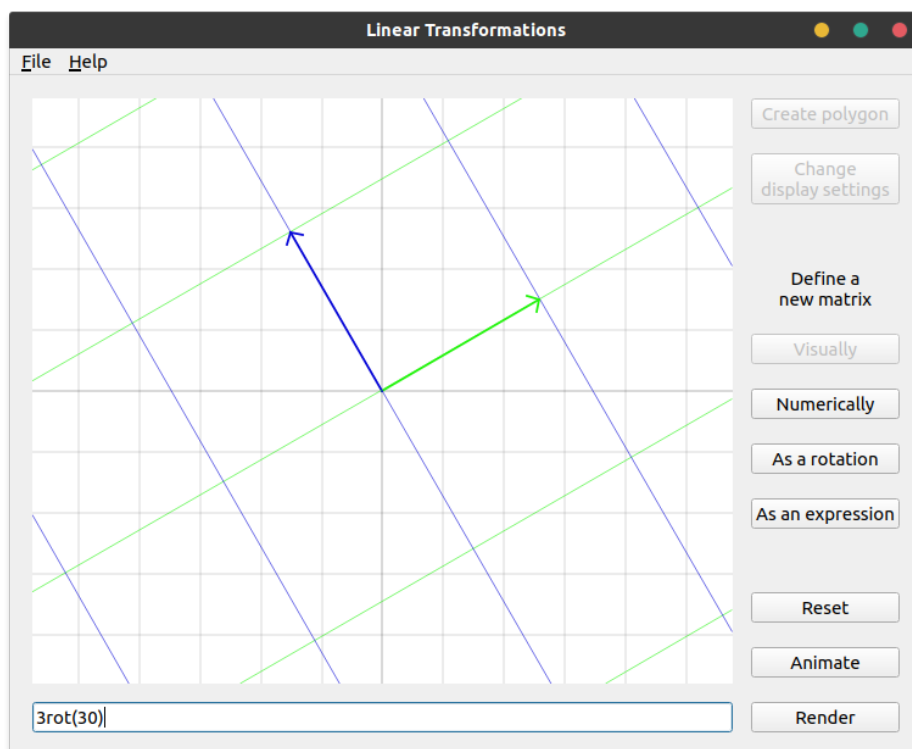 Linear Transformations
File Help
Create polygon
Change
display settings
Define a
new matrix
Visually
Numerically
As a rotation
As an expression
Reset
Animate
3rot(30)
Render